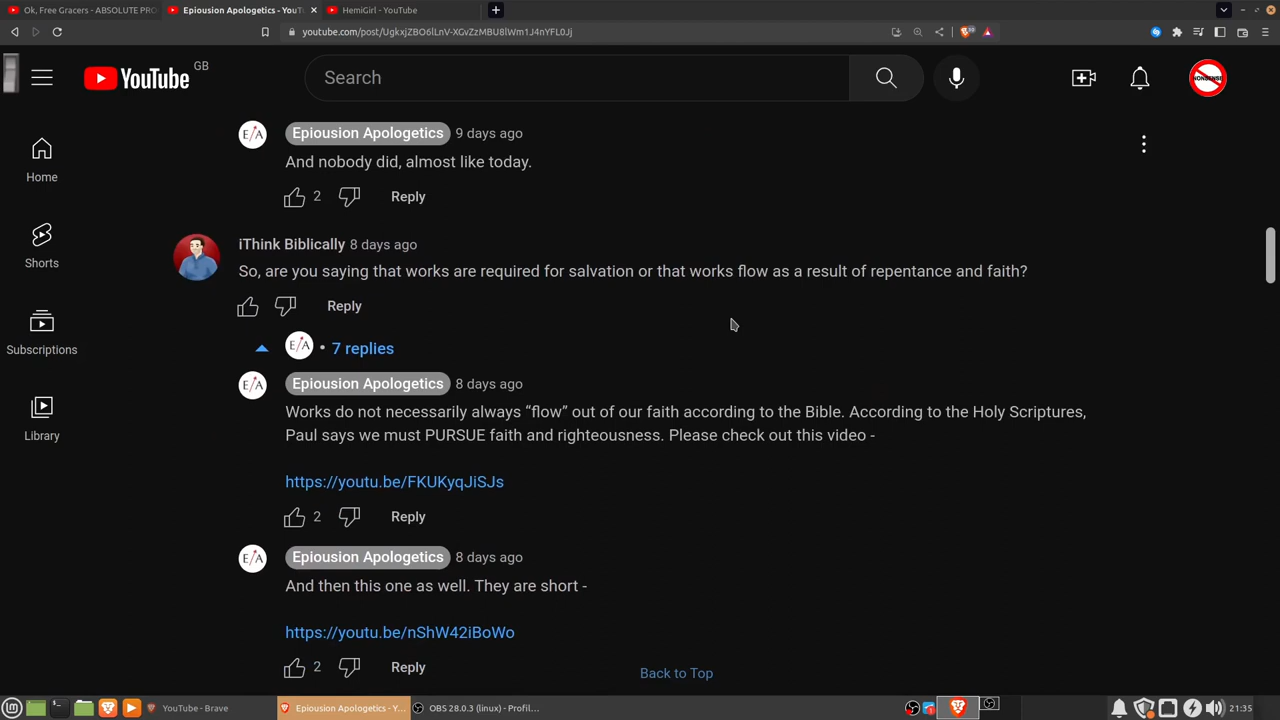 Ok, Free Gracers - ABSOLUTE PRO
Epiousion Apologetics - YouT
HemiGirl - YouTube
youtube.com/post/UgkxjZBO6lLnV-XGvZzMBU8lWm1J4nYFL0Jj
YouTube
GB
Search
NONSENSE
Home
Shorts
Subscriptions
Library
E/A
Epiousion Apologetics 9 days ago
And nobody did, almost like today.
2 Reply
iThink Biblically 8 days ago
So, are you saying that works are required for salvation or that works flow as a result of repentance and faith?
Reply
E/A • 7 replies
E/A
Epiousion Apologetics 8 days ago
Works do not necessarily always “flow” out of our faith according to the Bible. According to the Holy Scriptures,
Paul says we must PURSUE faith and righteousness. Please check out this video -
https://youtu.be/FKUKyqJiSJs
2 Reply
E/A
Epiousion Apologetics 8 days ago
And then this one as well. They are short -
https://youtu.be/nShW42iBoWo
2 Reply
Back to Top
YouTube - Brave
Epiousion Apologetics - Y...
OBS 28.0.3 (linux) - Profil...
21:35